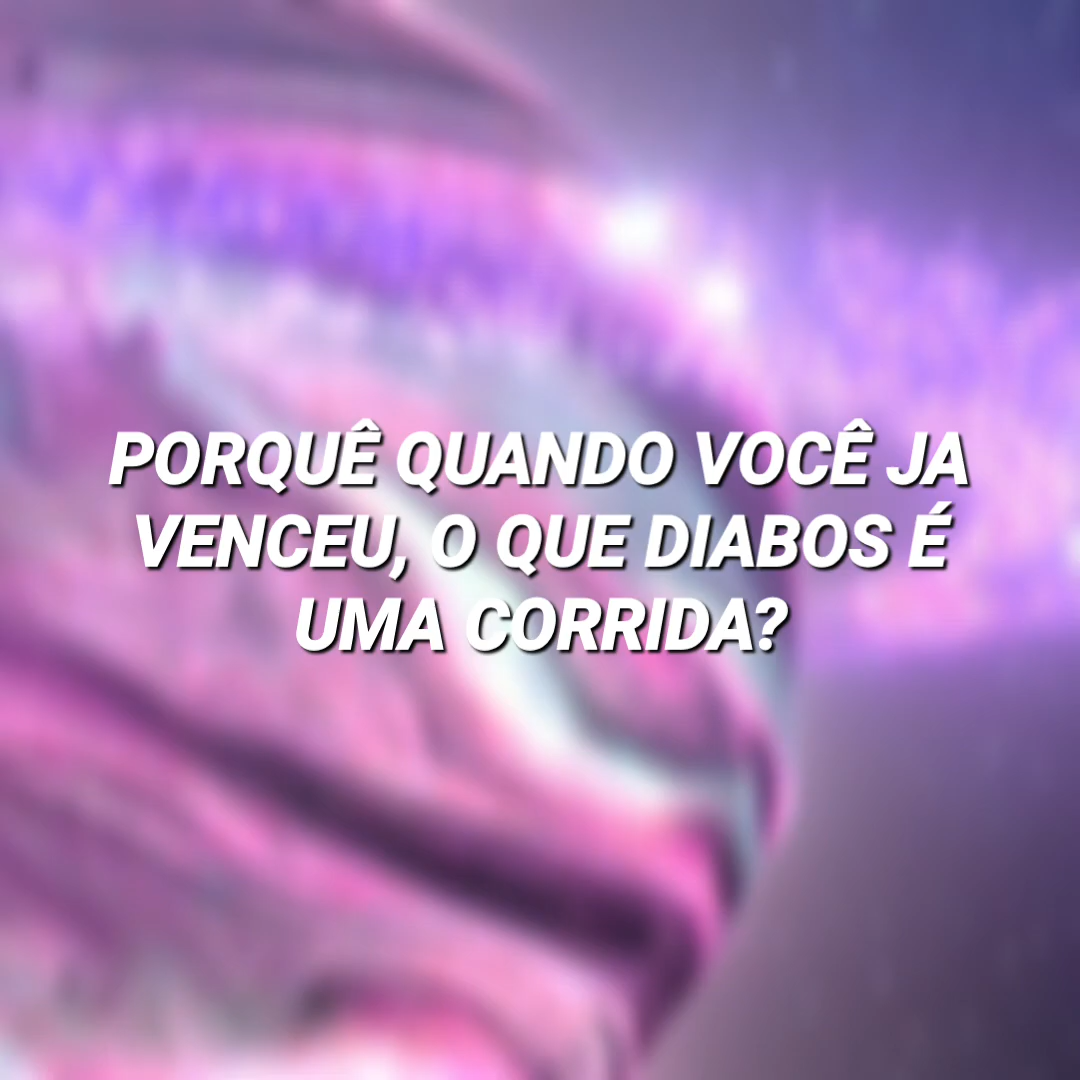 PORQUÊ QUANDO VOCÊ JA
VENCEU, O QUE DIABOS É
UMA CORRIDA?